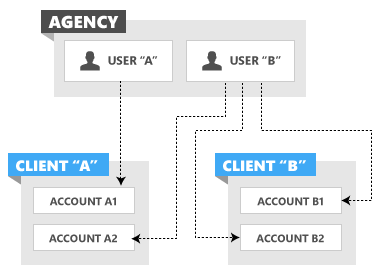 AGENCY
USER “A”
USER “B”
CLIENT “A”
CLIENT “B”
ACCOUNT A1
ACCOUNT B1
ACCOUNT A2
ACCOUNT B2